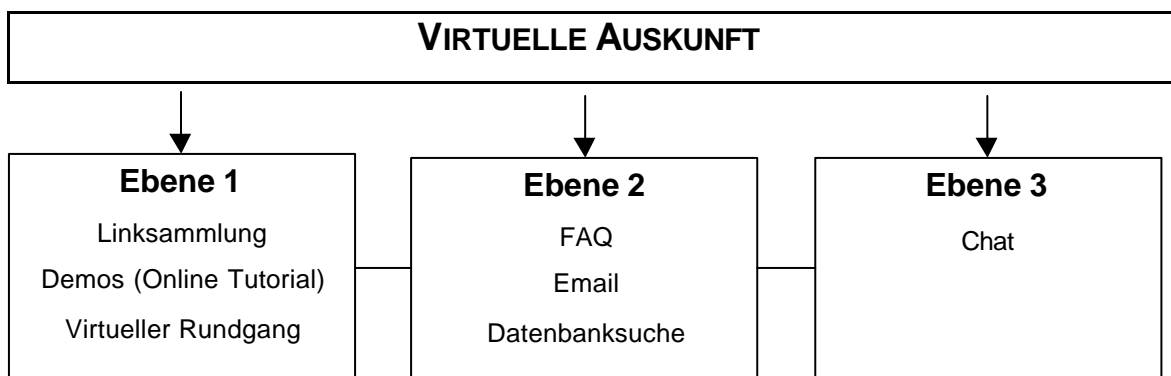 VIRTUELLE AUSKUNFT
Ebene 1
Linksammlung
Demos (Online Tutorial)
Virtueller Rundgang
Ebene 2
FAQ
Email
Datenbanksuche
Ebene 3
Chat